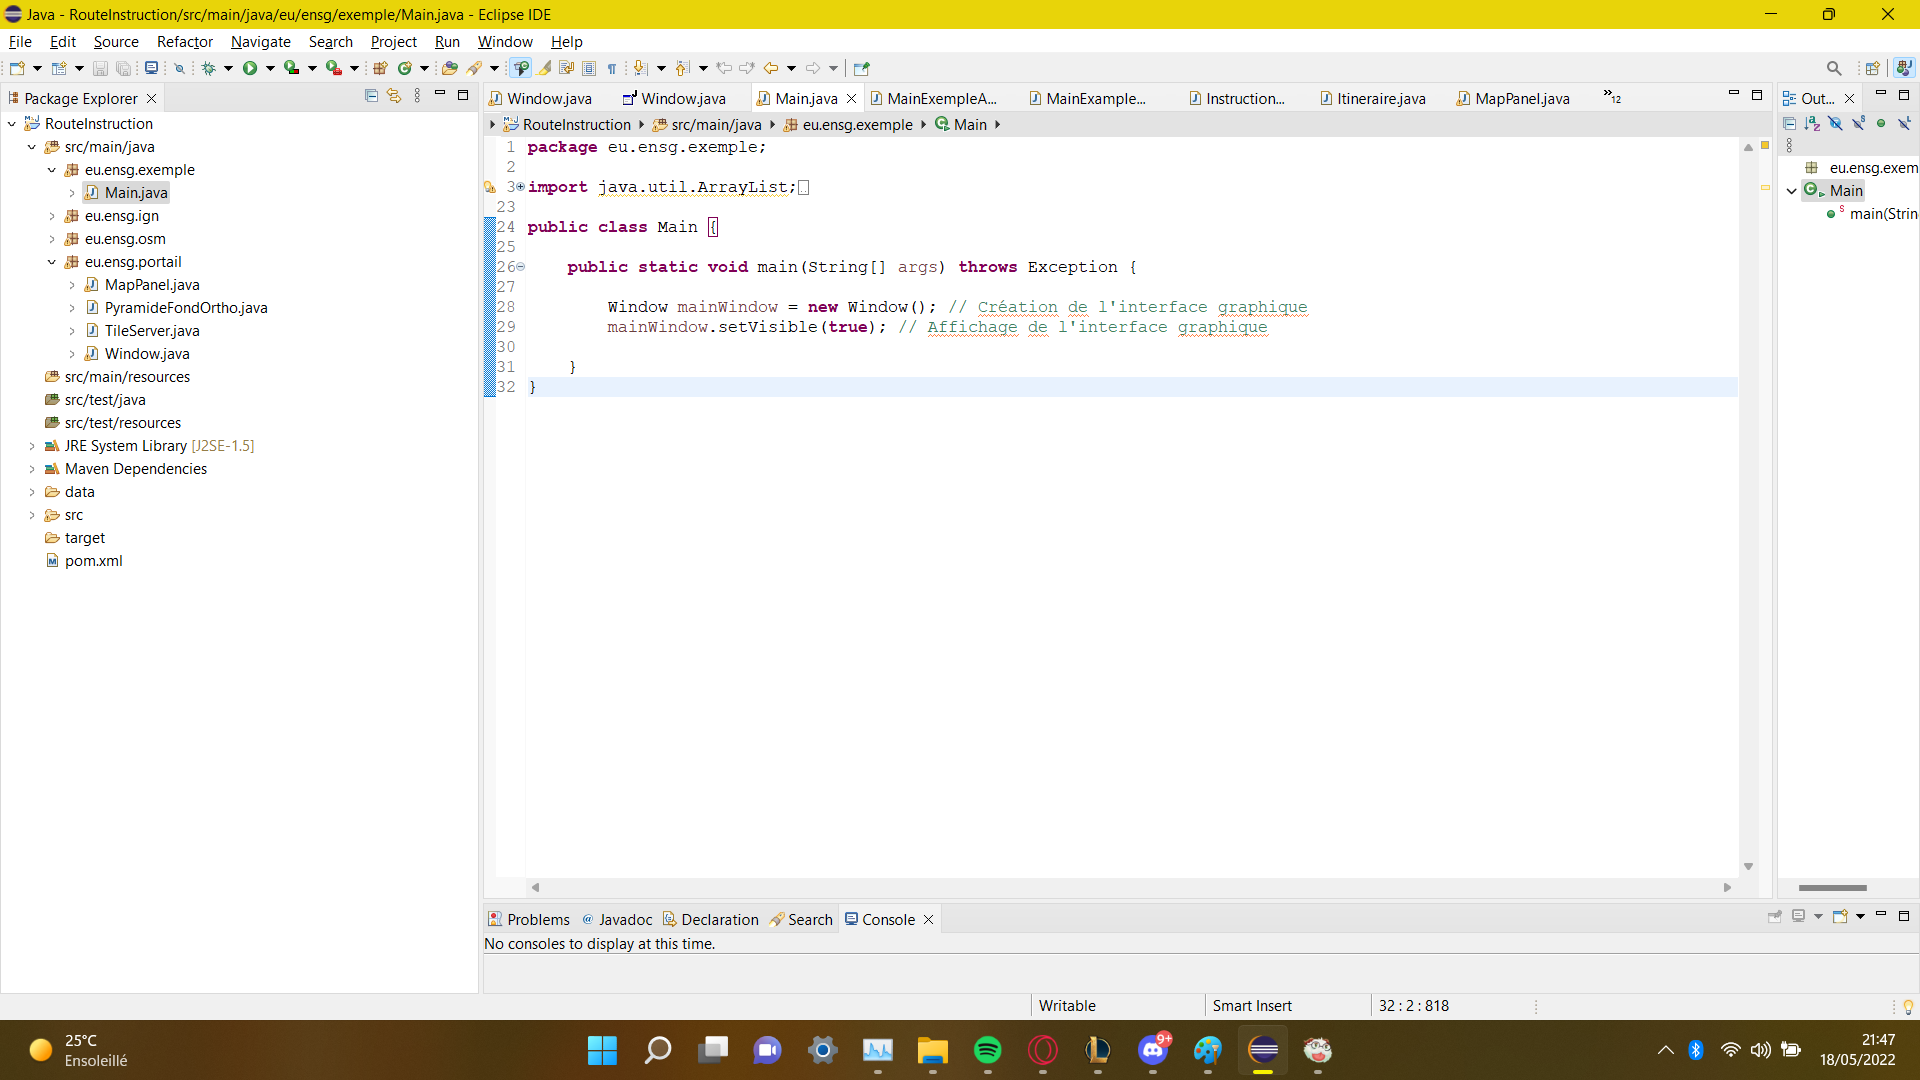 Java - RouteInstruction/src/main/java/eu/ensg/exemple/Main.java - Eclipse IDE
File Edit Source Refactor Navigate Search Project Run Window Help
Package Explorer
RouteInstruction
src/main/java
eu.ensg.exemple
Main.java
eu.ensg.ign
eu.ensg.osm
eu.ensg.portail
MapPanel.java
PyramideFondOrtho.java
TileServer.java
Window.java
src/main/resources
src/test/java
src/test/resources
JRE System Library [J2SE-1.5]
Maven Dependencies
data
src
target
pom.xml
Window.java Window.java Main.java MainExempleA... MainExample... Instruction... Itineraire.java MapPanel.java »12
RouteInstruction src/main/java eu.ensg.exemple Main
1 package eu.ensg.exemple;
2
3 import java.util.ArrayList;
23
24 public class Main {
25
26 public static void main(String[] args) throws Exception {
27
28 Window mainWindow = new Window(); // Création de l'interface graphique
29 mainWindow.setVisible(true); // Affichage de l'interface graphique
30
31 }
32 }
Out...
eu.ensg.exem
Main
main(Strin
Problems Javadoc Declaration Search Console
No consoles to display at this time.
Writable Smart Insert 32 : 2 : 818
25°C
Ensoleillé
9+
21:47
18/05/2022